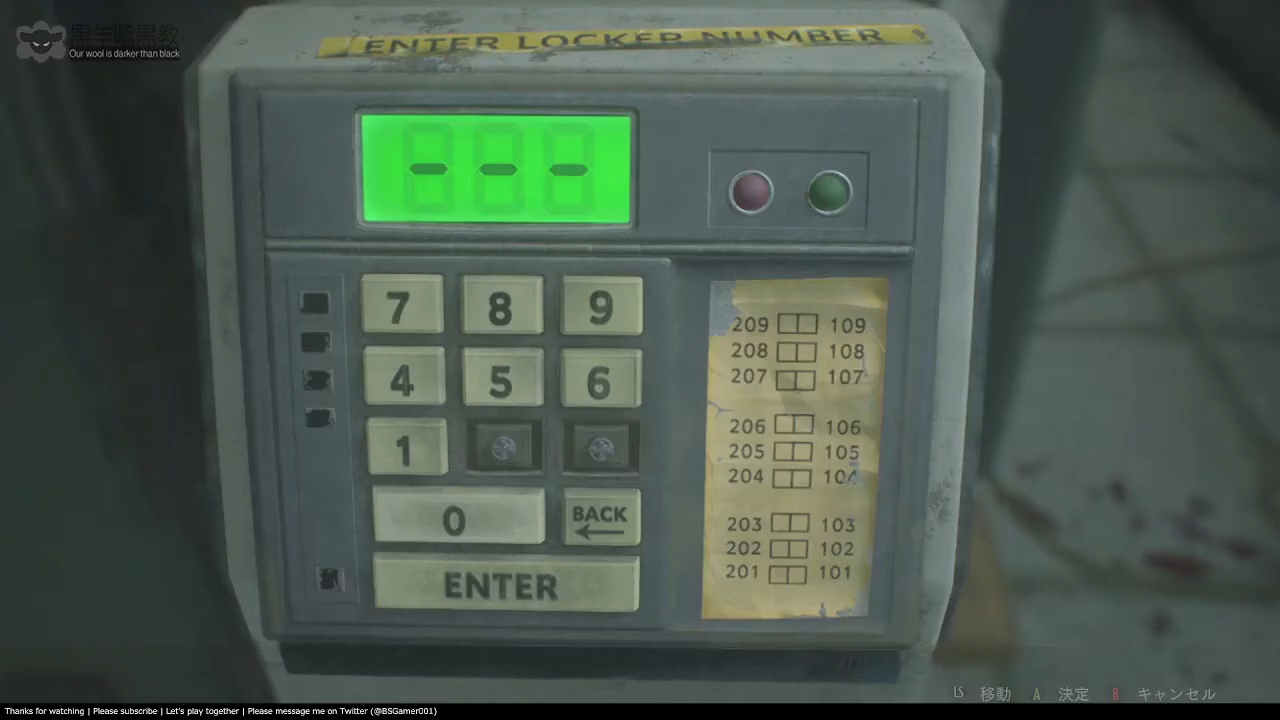 黒羊暗黒教
Our wool is darker than black
ENTER LOCKER NUMBER
- - -
7 8 9
4 5 6
1
0 BACK
ENTER
209 109
208 108
207 107
206 106
205 105
204 104
203 103
202 102
201 101
LS 移動 A 決定 B キャンセル
Thanks for watching | Please subscribe | Let's play together | Please message me on Twitter (@BSGamer001)